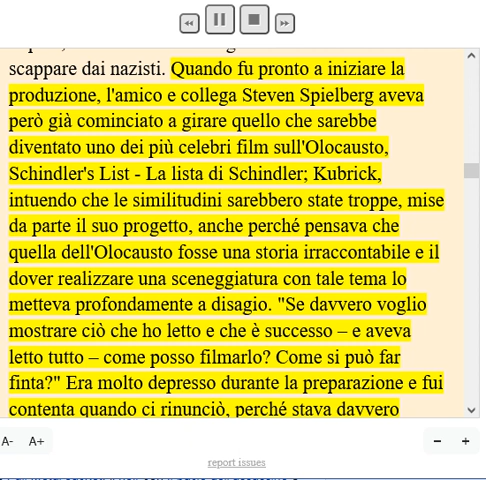 scappare dai nazisti. Quando fu pronto a iniziare la
produzione, l'amico e collega Steven Spielberg aveva
però già cominciato a girare quello che sarebbe
diventato uno dei più celebri film sull'Olocausto,
Schindler's List - La lista di Schindler; Kubrick,
intuendo che le similitudini sarebbero state troppe, mise
da parte il suo progetto, anche perché pensava che
quella dell'Olocausto fosse una storia irraccontabile e il
dover realizzare una sceneggiatura con tale tema lo
metteva profondamente a disagio. "Se davvero voglio
mostrare ciò che ho letto e che è successo – e aveva
letto tutto – come posso filmarlo? Come si può far
finta?" Era molto depresso durante la preparazione e fui
contenta quando ci rinunciò, perché stava davvero
A- A+ − +
report issues